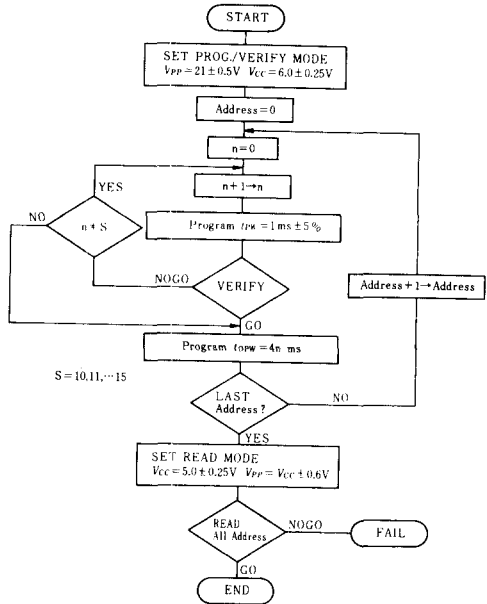 START
SET PROG./VERIFY MODE
VPP=21±0.5V VCC=6.0±0.25V
Address=0
n=0
YES
n+1→n
NO
n ≠ S
Program tPW=1ms±5%
NOGO
VERIFY
Address+1→Address
GO
Program tOPW=4n ms
S=10,11,…15
LAST
Address?
NO
YES
SET READ MODE
VCC=5.0±0.25V VPP=VCC±0.6V
READ
All Address
NOGO
FAIL
GO
END